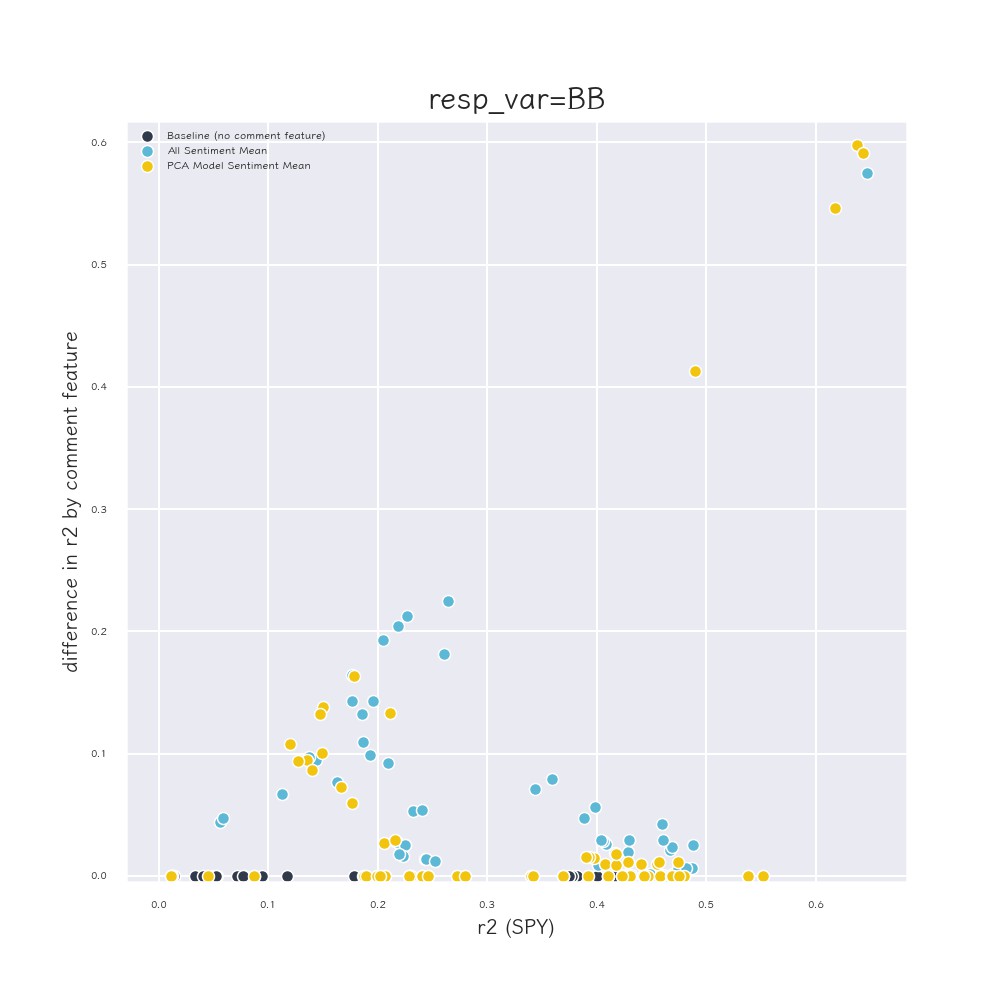 resp_var=BB
Baseline (no comment feature)
All Sentiment Mean
PCA Model Sentiment Mean
0.6
0.5
0.4
0.3
0.2
0.1
0.0
difference in r2 by comment feature
0.0 0.1 0.2 0.3 0.4 0.5 0.6
r2 (SPY)